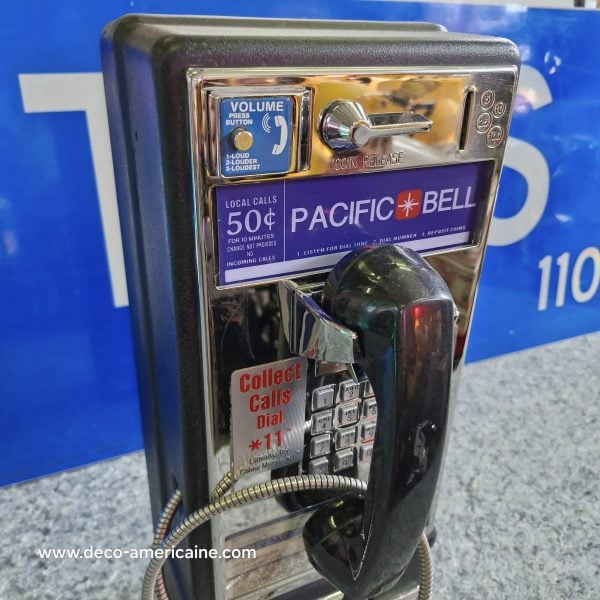 VOLUME
PRESS
BUTTON
1-LOUD
2-LOUDER
3-LOUDEST
COIN RELEASE
LOCAL CALLS
50¢
FOR 10 MINUTES
CHANGE NOT PROVIDED
NO
INCOMING CALLS
PACIFIC BELL
1. LISTEN FOR DIAL TONE 2. DIAL NUMBER 3. DEPOSIT COINS
Collect
Calls
Dial
*11
T
S
110
www.deco-americaine.com